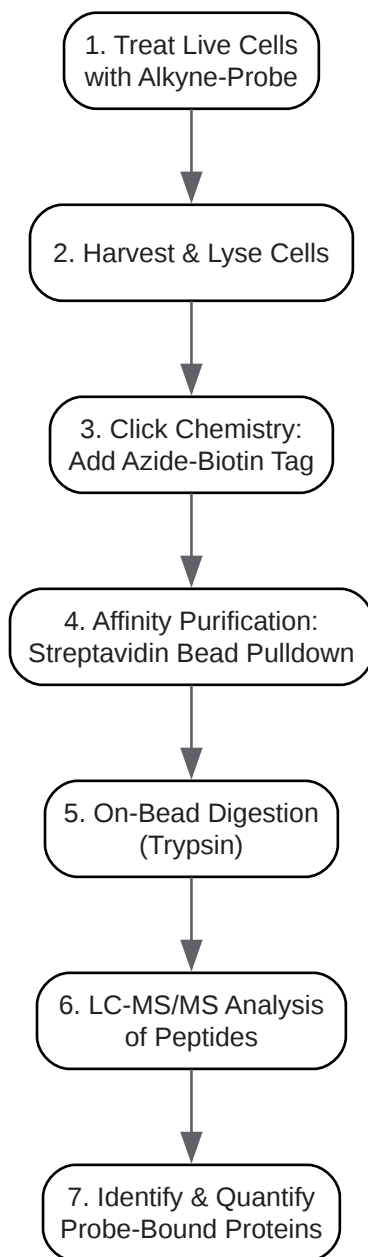 1. Treat Live Cells
with Alkyne-Probe
2. Harvest & Lyse Cells
3. Click Chemistry:
Add Azide-Biotin Tag
4. Affinity Purification:
Streptavidin Bead Pulldown
5. On-Bead Digestion
(Trypsin)
6. LC-MS/MS Analysis
of Peptides
7. Identify & Quantify
Probe-Bound Proteins